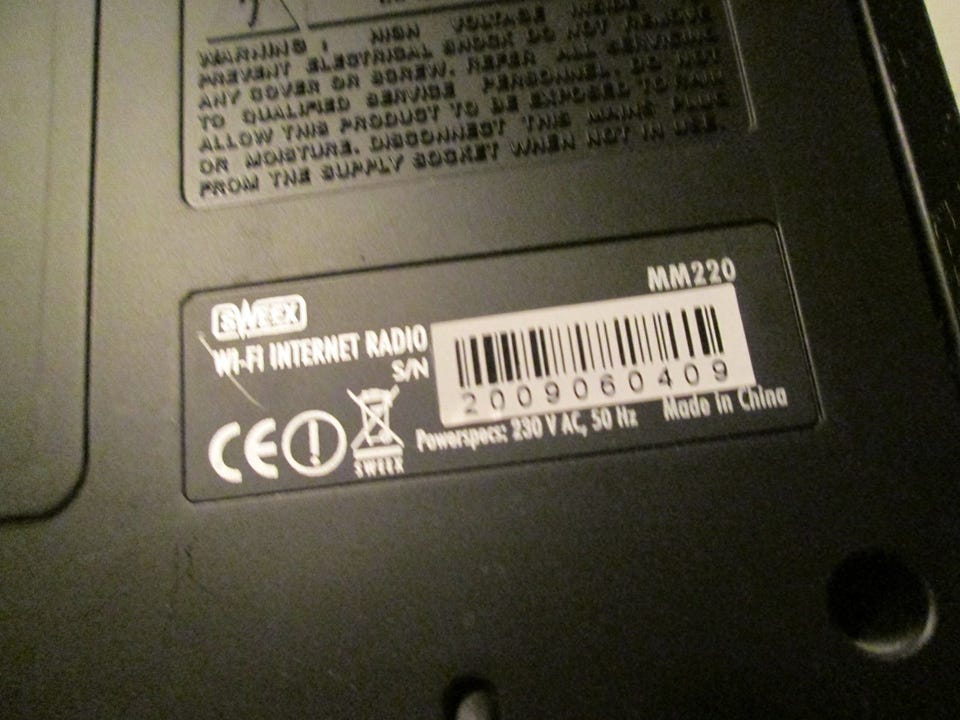 WARNING : HIGH VOLTAGE INSIDE
PREVENT ELECTRICAL SHOCK DO NOT REMOVE
ANY COVER OR SCREW. REFER ALL SERVICING
TO QUALIFIED SERVICE PERSONNEL. DO NOT
ALLOW THIS PRODUCT TO BE EXPOSED TO RAIN
OR MOISTURE. DISCONNECT THIS MAINS PLUG
FROM THE SUPPLY SOCKET WHEN NOT IN USE.
MM220
SWEEX
WI-FI INTERNET RADIO
S/N
2009060409
CE
SWEEX
Powerspecs: 230 V AC, 50 Hz Made in China